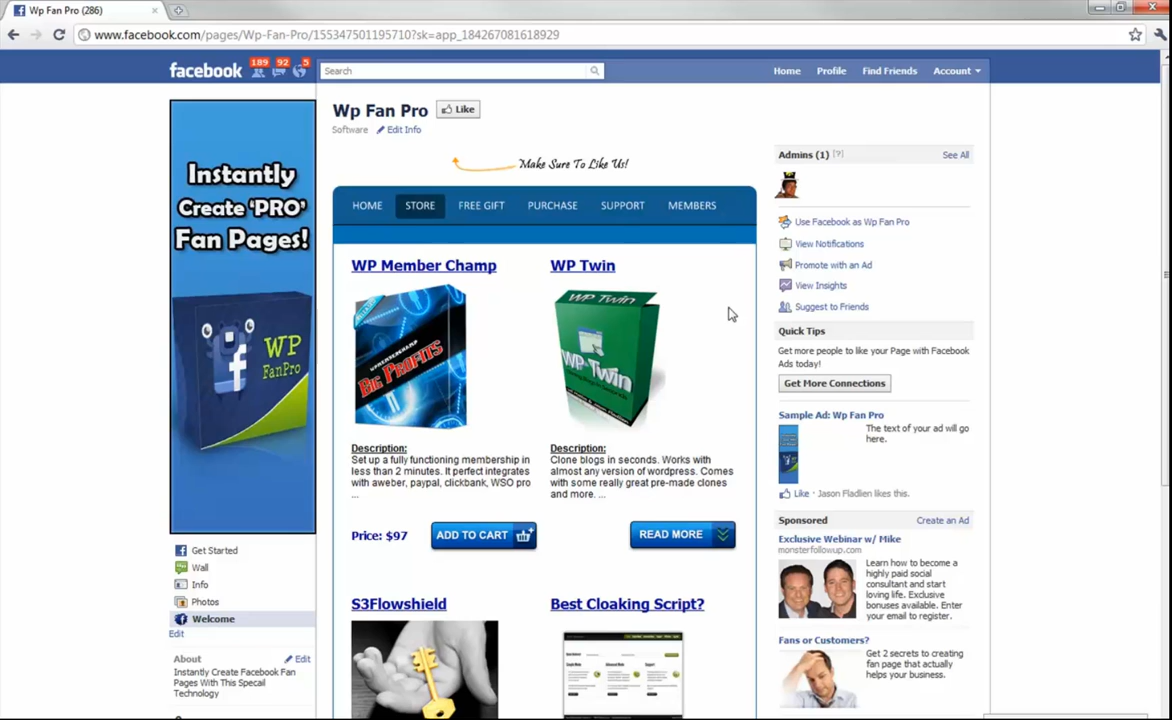 Wp Fan Pro (286)
www.facebook.com/pages/Wp-Fan-Pro/155347501195710?sk=app_184267081618929
facebook
189
92
5
Search
Home
Profile
Find Friends
Account
Instantly
Create 'PRO'
Fan Pages!
WP
FanPro
Get Started
Wall
Info
Photos
Welcome
Edit
About
Edit
Instantly Create Facebook Fan
Pages With This Specail
Technology
Wp Fan Pro
Like
Software
Edit Info
Make Sure To Like Us!
HOME
STORE
FREE GIFT
PURCHASE
SUPPORT
MEMBERS
WP Member Champ
BIG PROFITS
Description:
Set up a fully functioning membership in
less than 2 minutes. It perfect integrates
with aweber, paypal, clickbank, WSO pro
...
Price: $97
ADD TO CART
WP Twin
WP Twin
WP Twin
Description:
Clone blogs in seconds. Works with
almost any version of wordpress. Comes
with some really great pre-made clones
and more. ...
READ MORE
S3Flowshield
Best Cloaking Script?
Admins (1) [?]
See All
Use Facebook as Wp Fan Pro
View Notifications
Promote with an Ad
View Insights
Suggest to Friends
Quick Tips
Get more people to like your Page with Facebook
Ads today!
Get More Connections
Sample Ad: Wp Fan Pro
The text of your ad will go
here.
Like · Jason Fladlien likes this.
Sponsored
Create an Ad
Exclusive Webinar w/ Mike
monsterfollowup.com
Learn how to become a
highly paid social
consultant and start
loving life. Exclusive
bonuses available. Enter
your email to register.
Fans or Customers?
Get 2 secrets to creating
fan page that actually
helps your business.